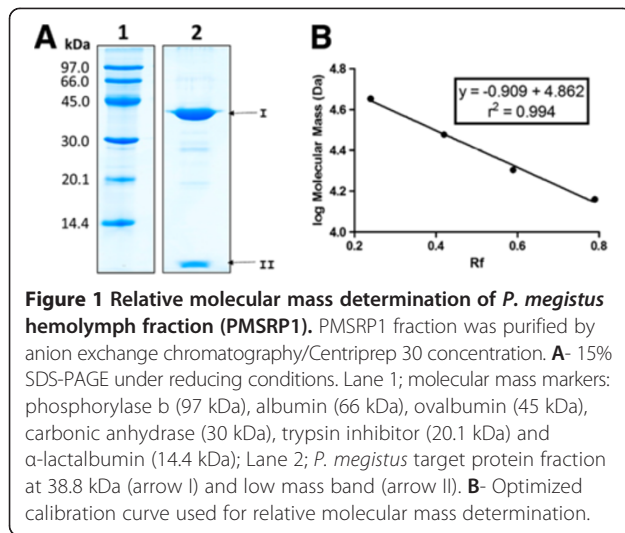 A
kDa
1
2
97.0
66.0
45.0
30.0
20.1
14.4
I
II
B
4.8
4.6
4.4
4.2
4.0
log Molecular Mass (Da)
y = -0.909 + 4.862
r² = 0.994
0.2 0.4 0.6 0.8
Rf
Figure 1 Relative molecular mass determination of P. megistus
hemolymph fraction (PMSRP1). PMSRP1 fraction was purified by
anion exchange chromatography/Centriprep 30 concentration. A- 15%
SDS-PAGE under reducing conditions. Lane 1; molecular mass markers:
phosphorylase b (97 kDa), albumin (66 kDa), ovalbumin (45 kDa),
carbonic anhydrase (30 kDa), trypsin inhibitor (20.1 kDa) and
α-lactalbumin (14.4 kDa); Lane 2; P. megistus target protein fraction
at 38.8 kDa (arrow I) and low mass band (arrow II). B- Optimized
calibration curve used for relative molecular mass determination.